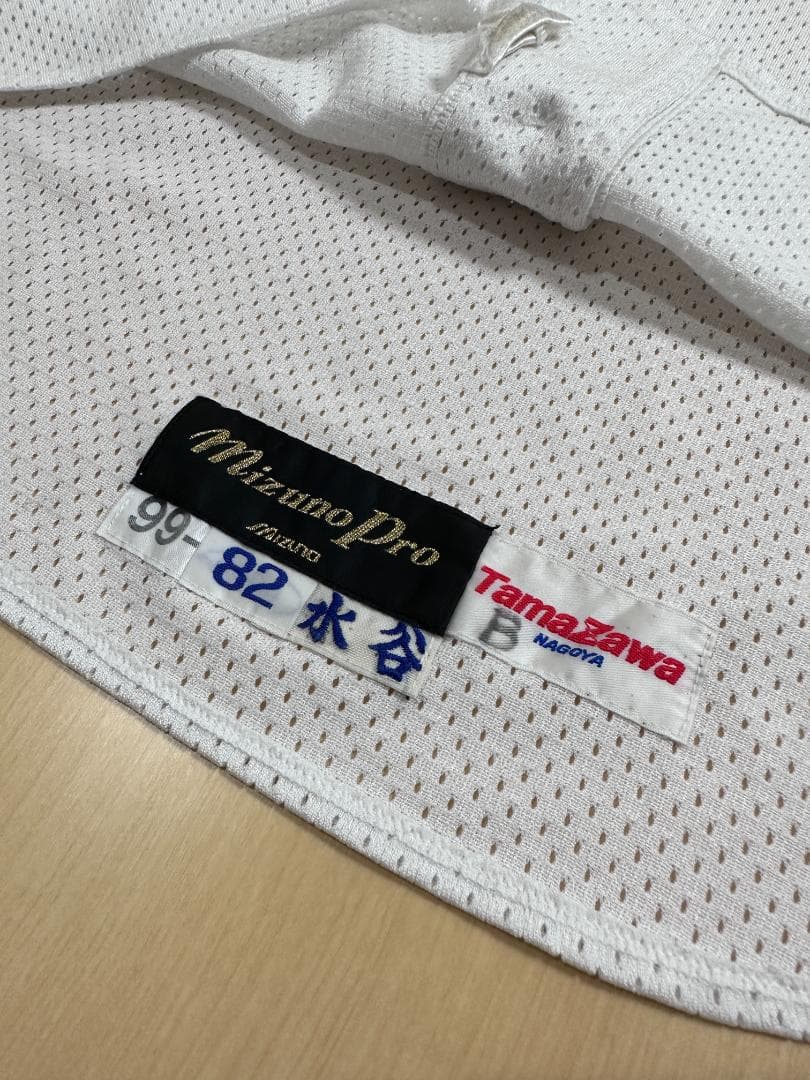 Mizuno Pro
Mizuno
99-
82
水谷
TamaZawa
B
NAGOYA